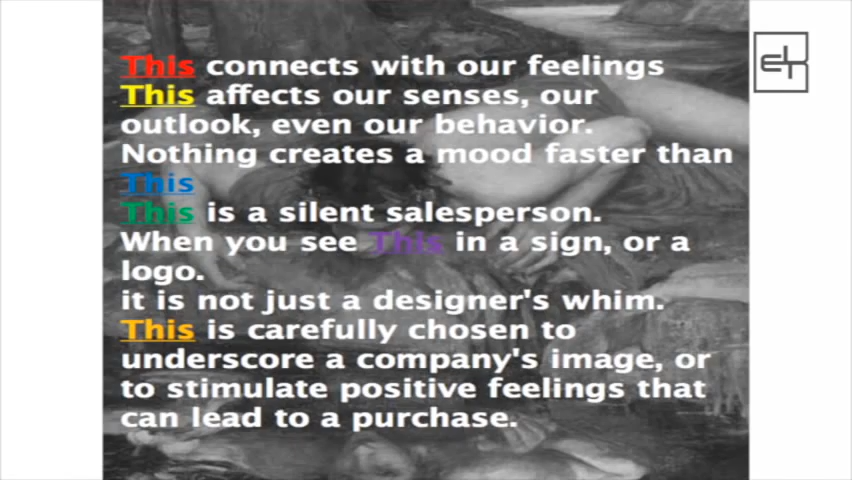 This connects with our feelings
This affects our senses, our
outlook, even our behavior.
Nothing creates a mood faster than
This
This is a silent salesperson.
When you see This in a sign, or a
logo.
it is not just a designer's whim.
This is carefully chosen to
underscore a company's image, or
to stimulate positive feelings that
can lead to a purchase.